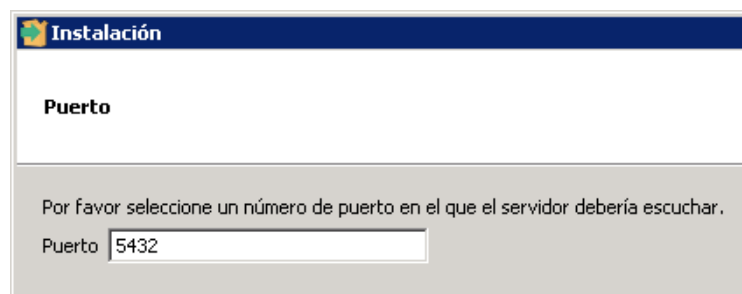 Instalación
Puerto
Por favor seleccione un número de puerto en el que el servidor debería escuchar.
Puerto 5432